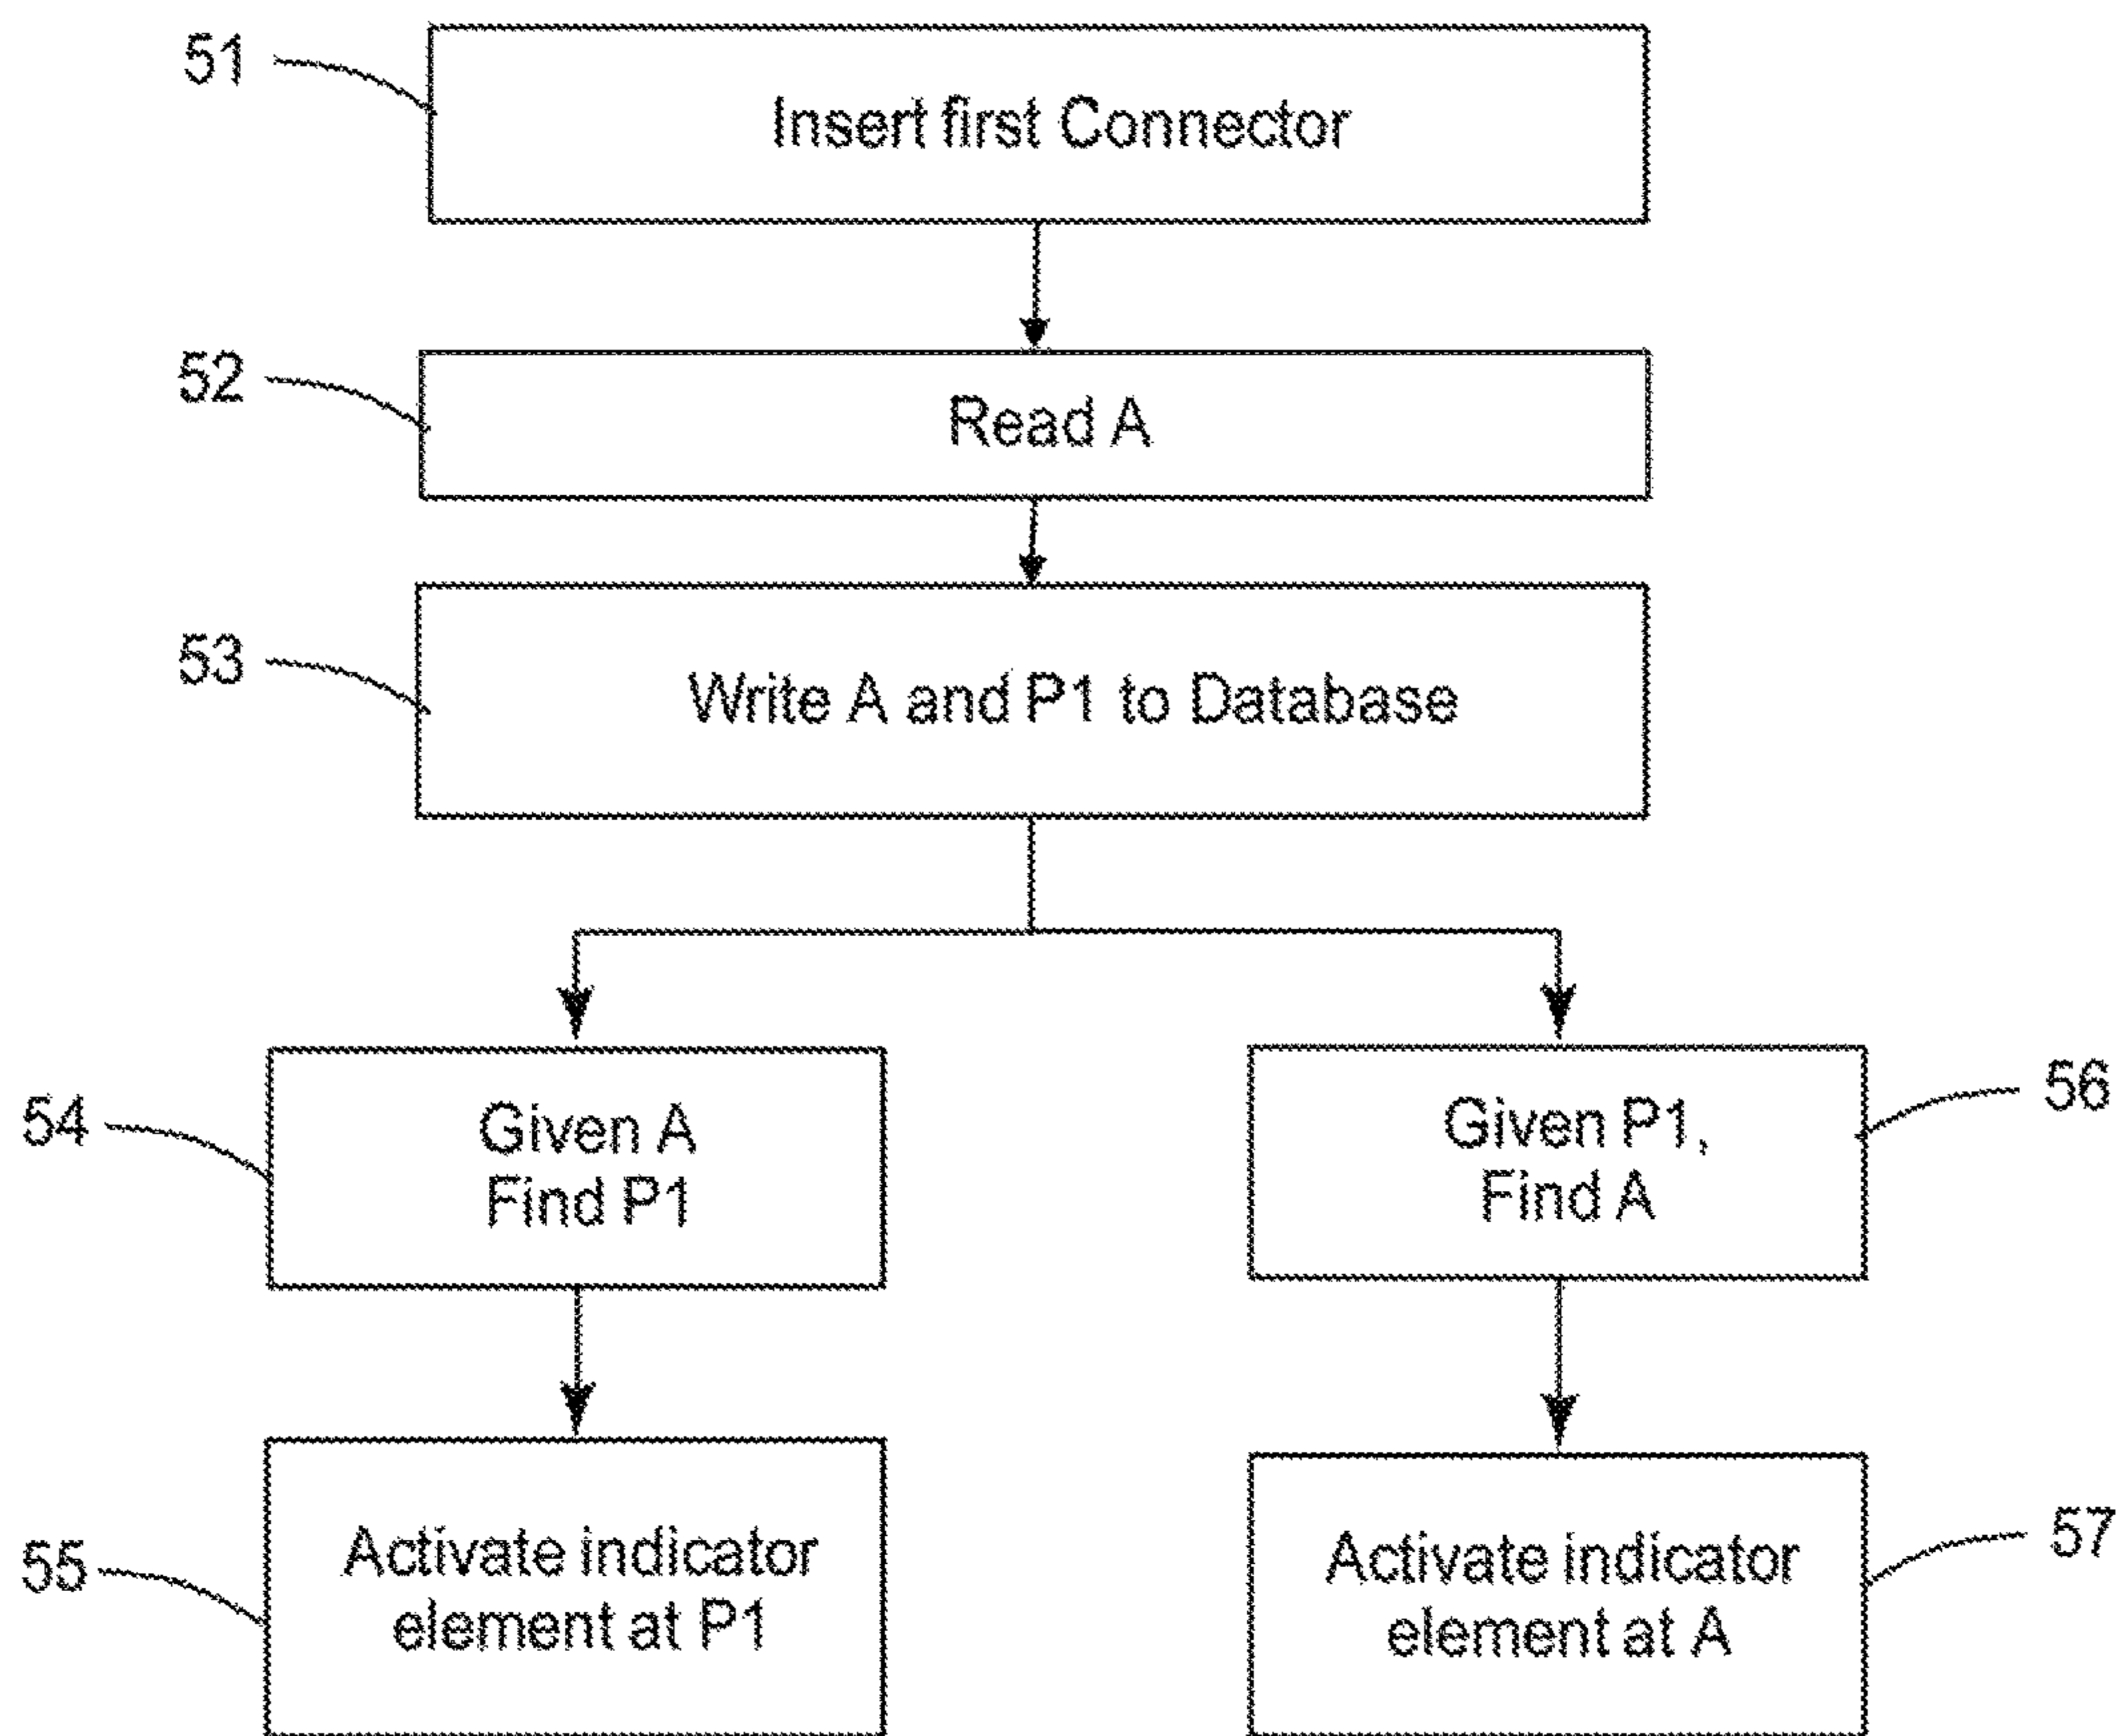 51
Insert first Connector
52
Read A
53
Write A and P1 to Database
54
Given A
Find P1
56
Given P1,
Find A
55
Activate indicator
element at P1
57
Activate indicator
element at A